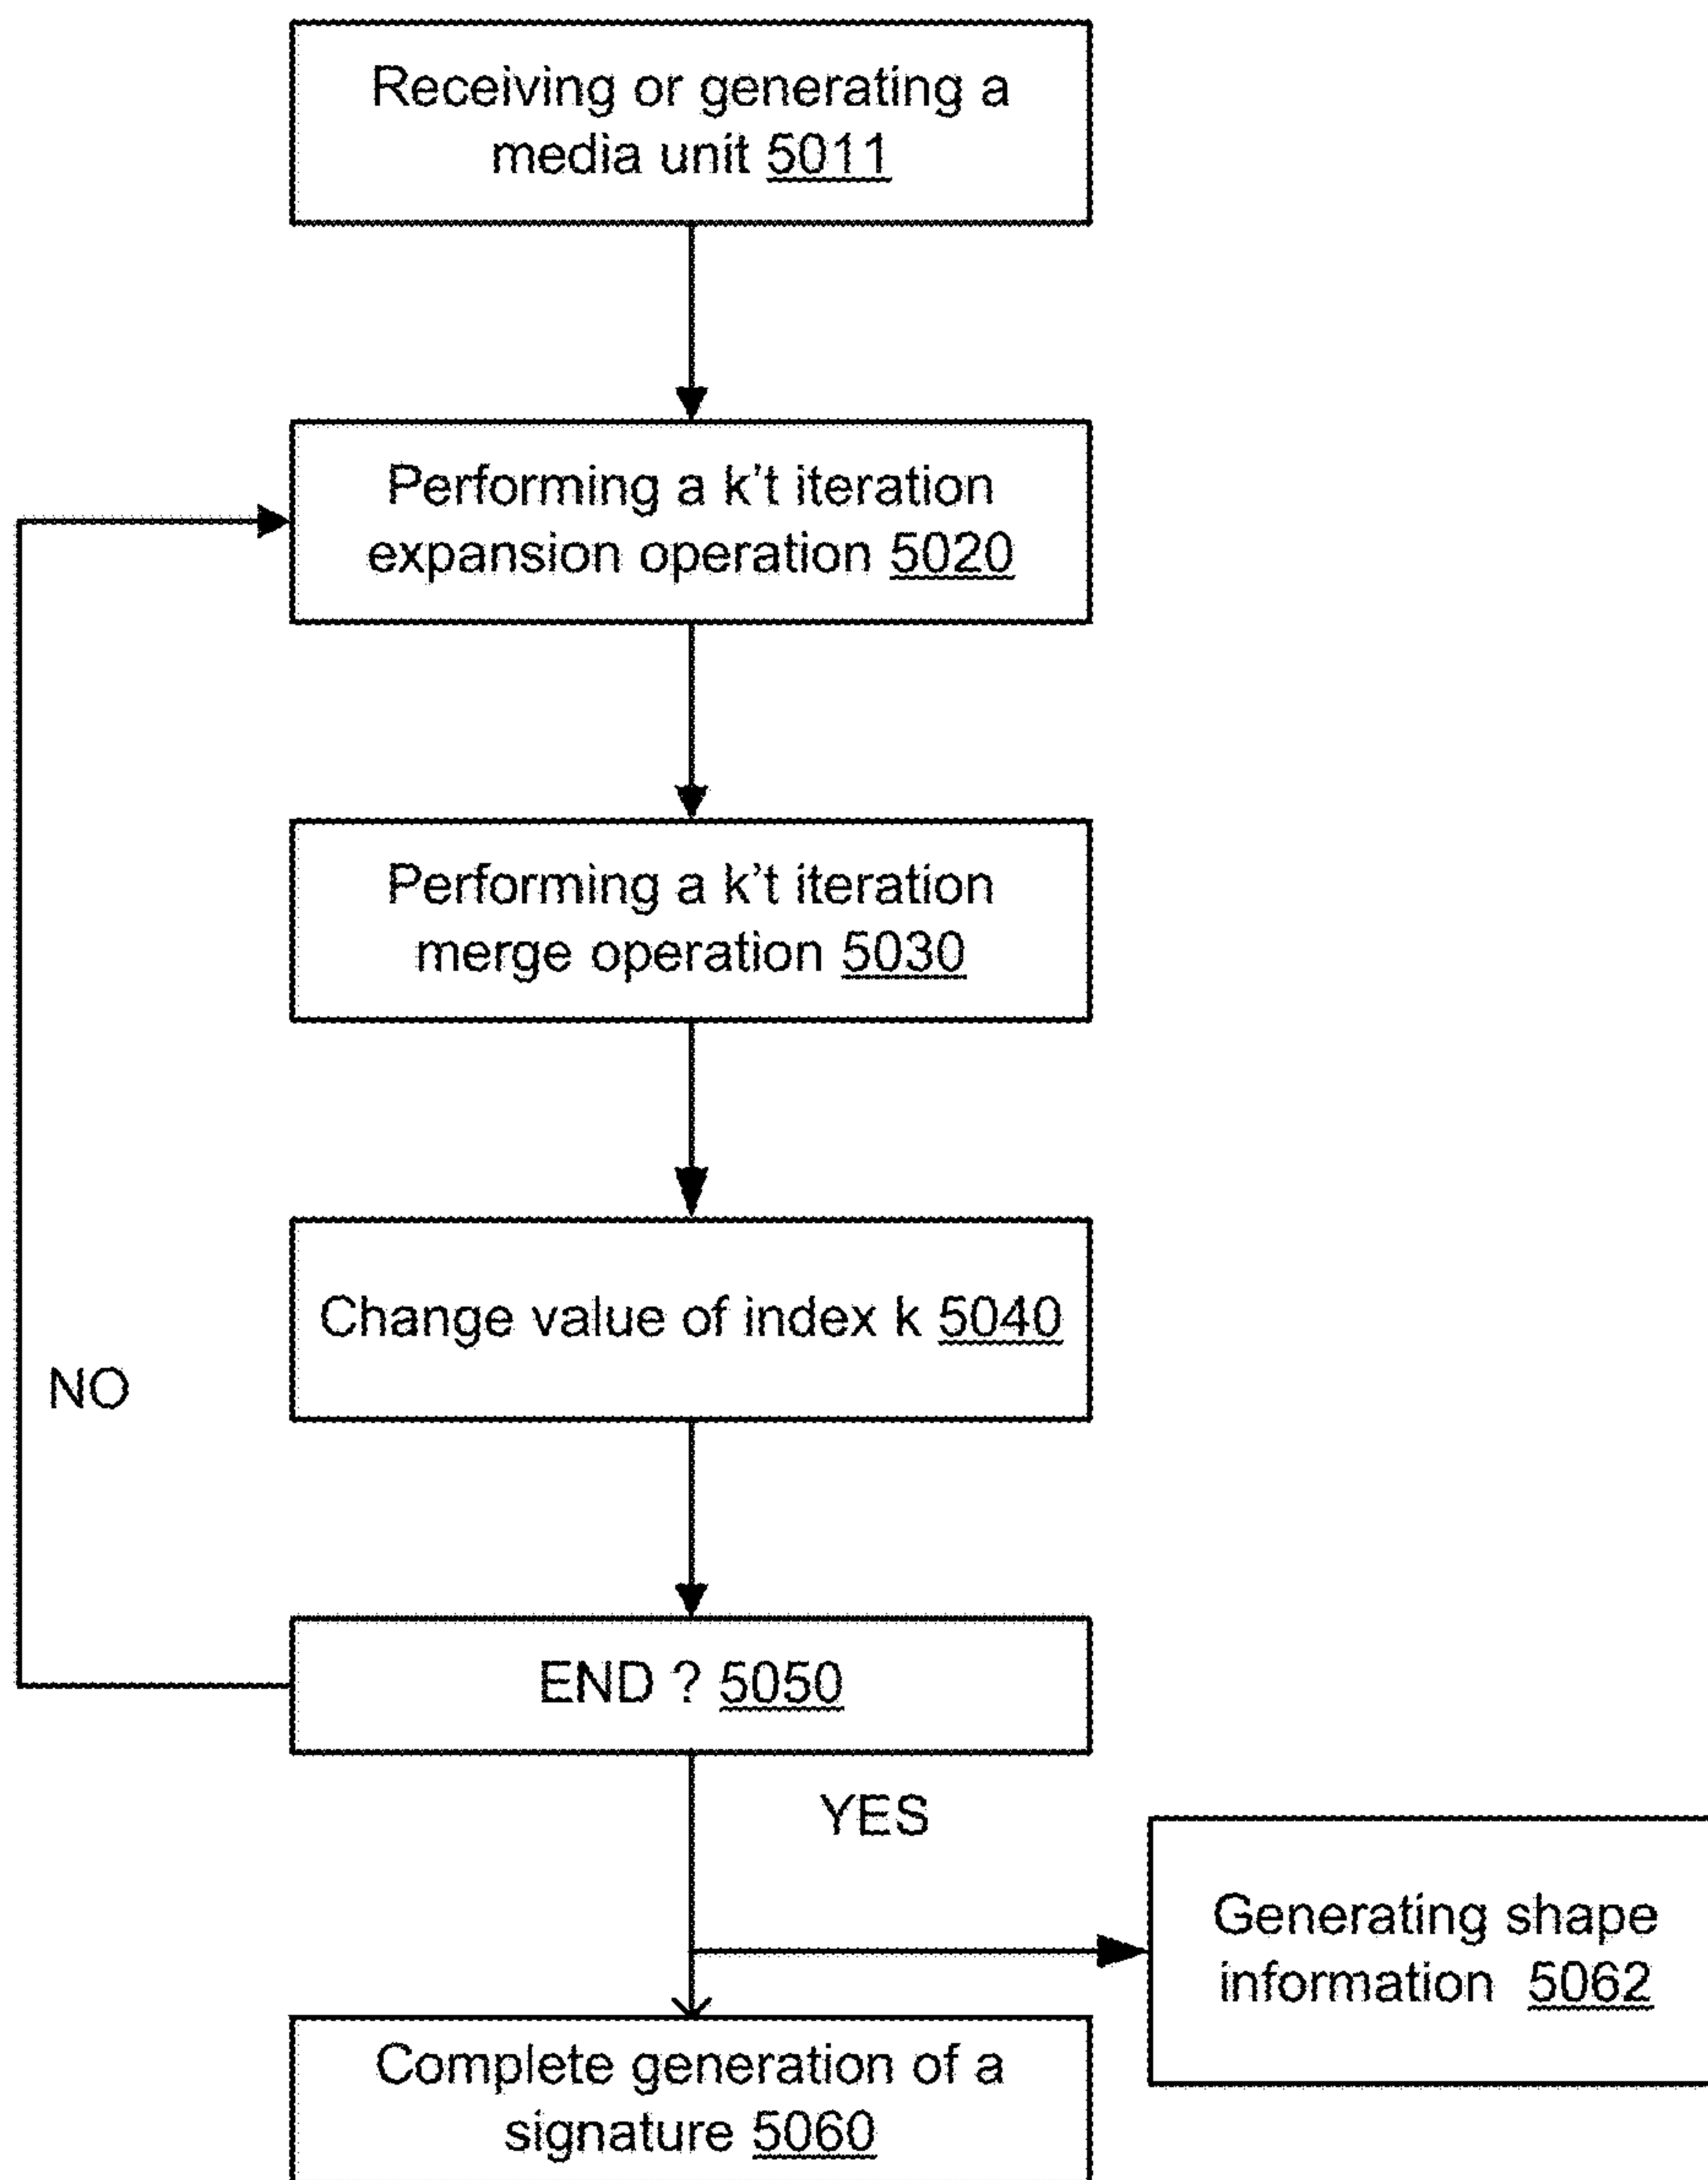 Receiving or generating a
media unit 5011
Performing a k't iteration
expansion operation 5020
Performing a k't iteration
merge operation 5030
Change value of index k 5040
NO
END ? 5050
YES
Generating shape
information 5062
Complete generation of a
signature 5060